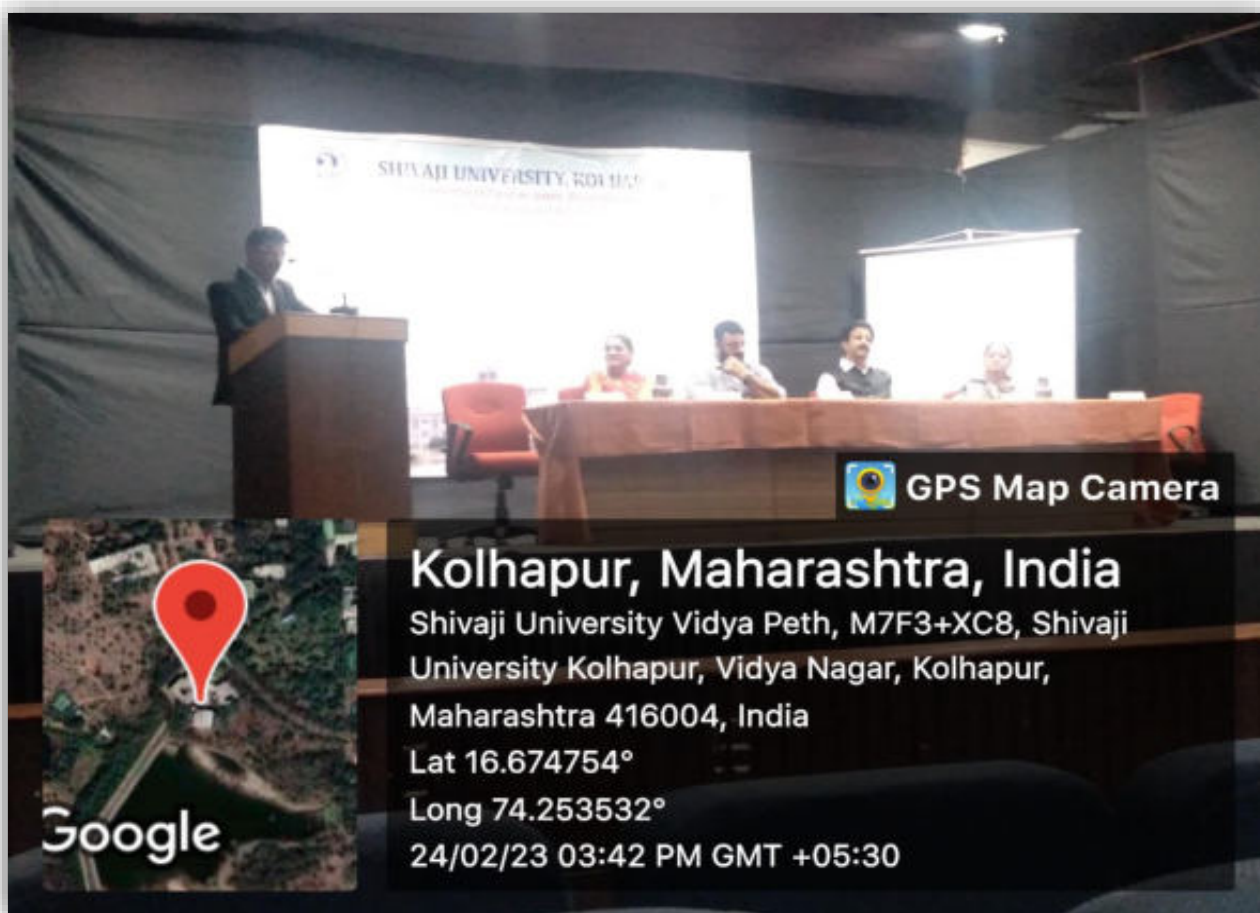 SHIVAJI UNIVERSITY, KOLHAPUR
GPS Map Camera
Kolhapur, Maharashtra, India
Shivaji University Vidya Peth, M7F3+XC8, Shivaji
University Kolhapur, Vidya Nagar, Kolhapur,
Maharashtra 416004, India
Lat 16.674754°
Long 74.253532°
24/02/23 03:42 PM GMT +05:30
Google